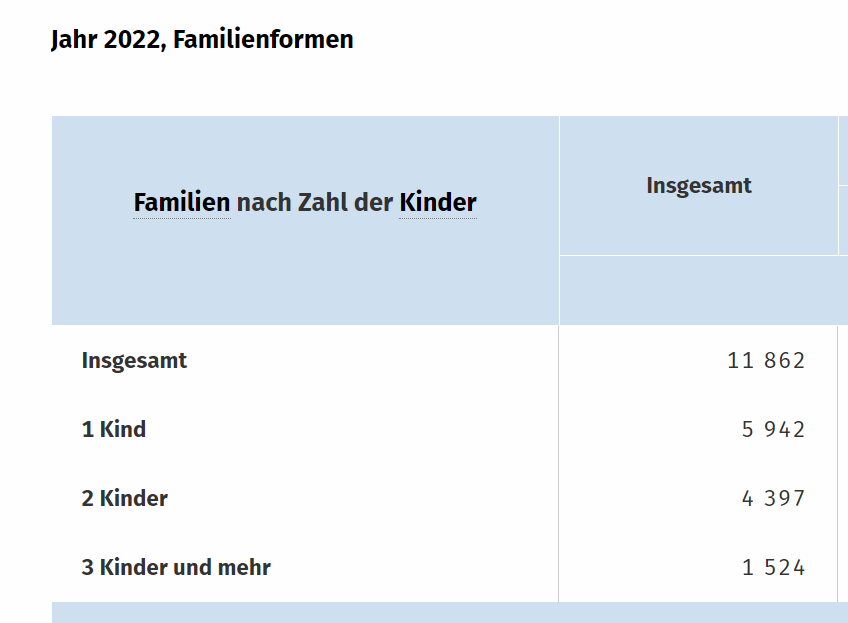 Jahr 2022, Familienformen
Familien nach Zahl der Kinder
Insgesamt
Insgesamt 11 862
1 Kind 5 942
2 Kinder 4 397
3 Kinder und mehr 1 524